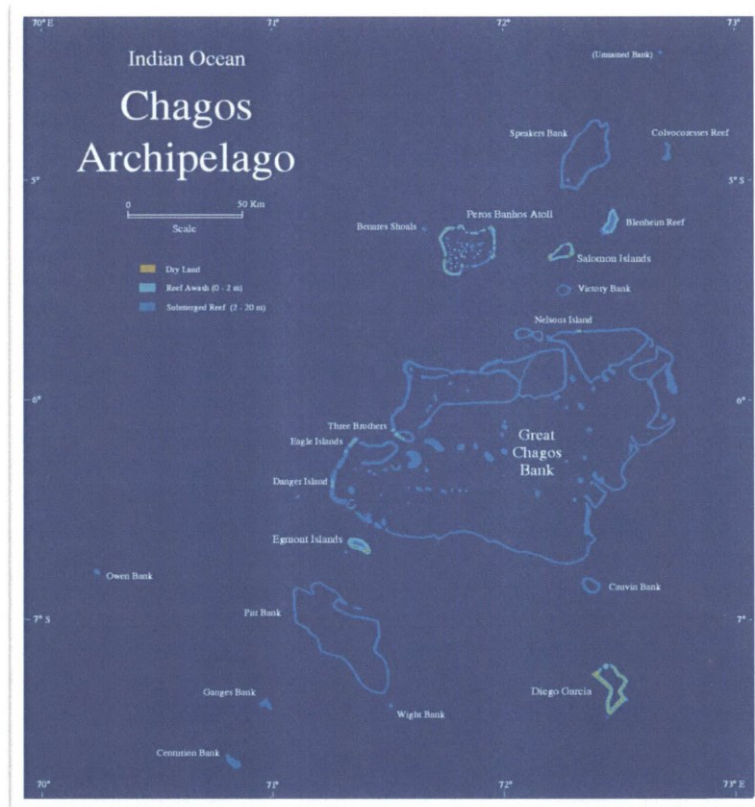 70° E
71°
72°
73°
Indian Ocean
Chagos
Archipelago
(Unnamed Bank)
Speakers Bank
Colvocoresses Reef
5°
5° S
0
50 Km
Scale
Peros Banhos Atoll
Benares Shoals
Blenheim Reef
Salomon Islands
Dry Land
Reef Awash (0 - 2 m)
Submerged Reef (2 - 20 m)
Victory Bank
Nelsons Island
6°
6°
Three Brothers
Eagle Islands
Great
Chagos
Bank
Danger Island
Egmont Islands
Owen Bank
Cauvin Bank
7° S
Pitt Bank
7°
Ganges Bank
Diego Garcia
Wight Bank
Centurion Bank
70°
71°
72°
73° E